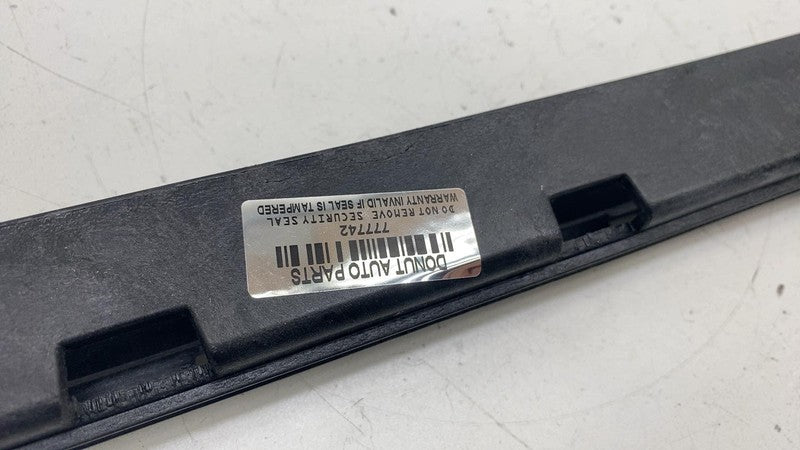 DONUT AUTO PARTS
777742
DO NOT REMOVE SECURITY SEAL
WARRANTY INVALID IF SEAL IS TAMPERED